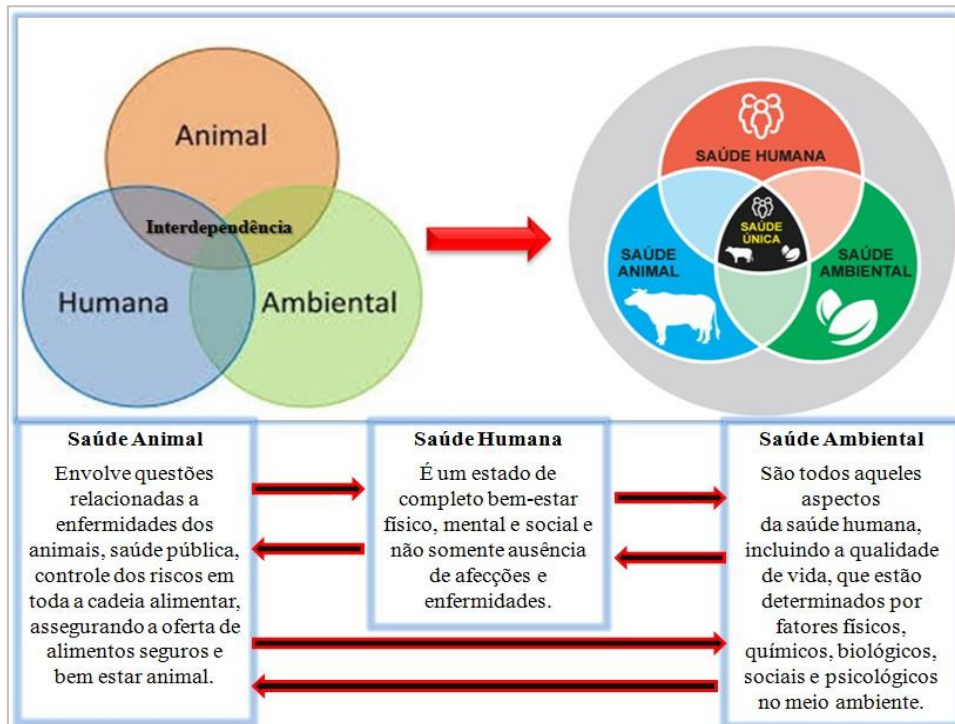 Animal
Interdependência
Humana
Ambiental
SAÚDE HUMANA
SAÚDE
ÚNICA
SAÚDE
ANIMAL
SAÚDE
AMBIENTAL
Saúde Animal
Envolve questões
relacionadas a
enfermidades dos
animais, saúde pública,
controle dos riscos em
toda a cadeia alimentar,
assegurando a oferta de
alimentos seguros e
bem estar animal.
Saúde Humana
É um estado de
completo bem-estar
físico, mental e social e
não somente ausência
de afecções e
enfermidades.
Saúde Ambiental
São todos aqueles
aspectos
da saúde humana,
incluindo a qualidade
de vida, que estão
determinados por
fatores físicos,
químicos, biológicos,
sociais e psicológicos
no meio ambiente.